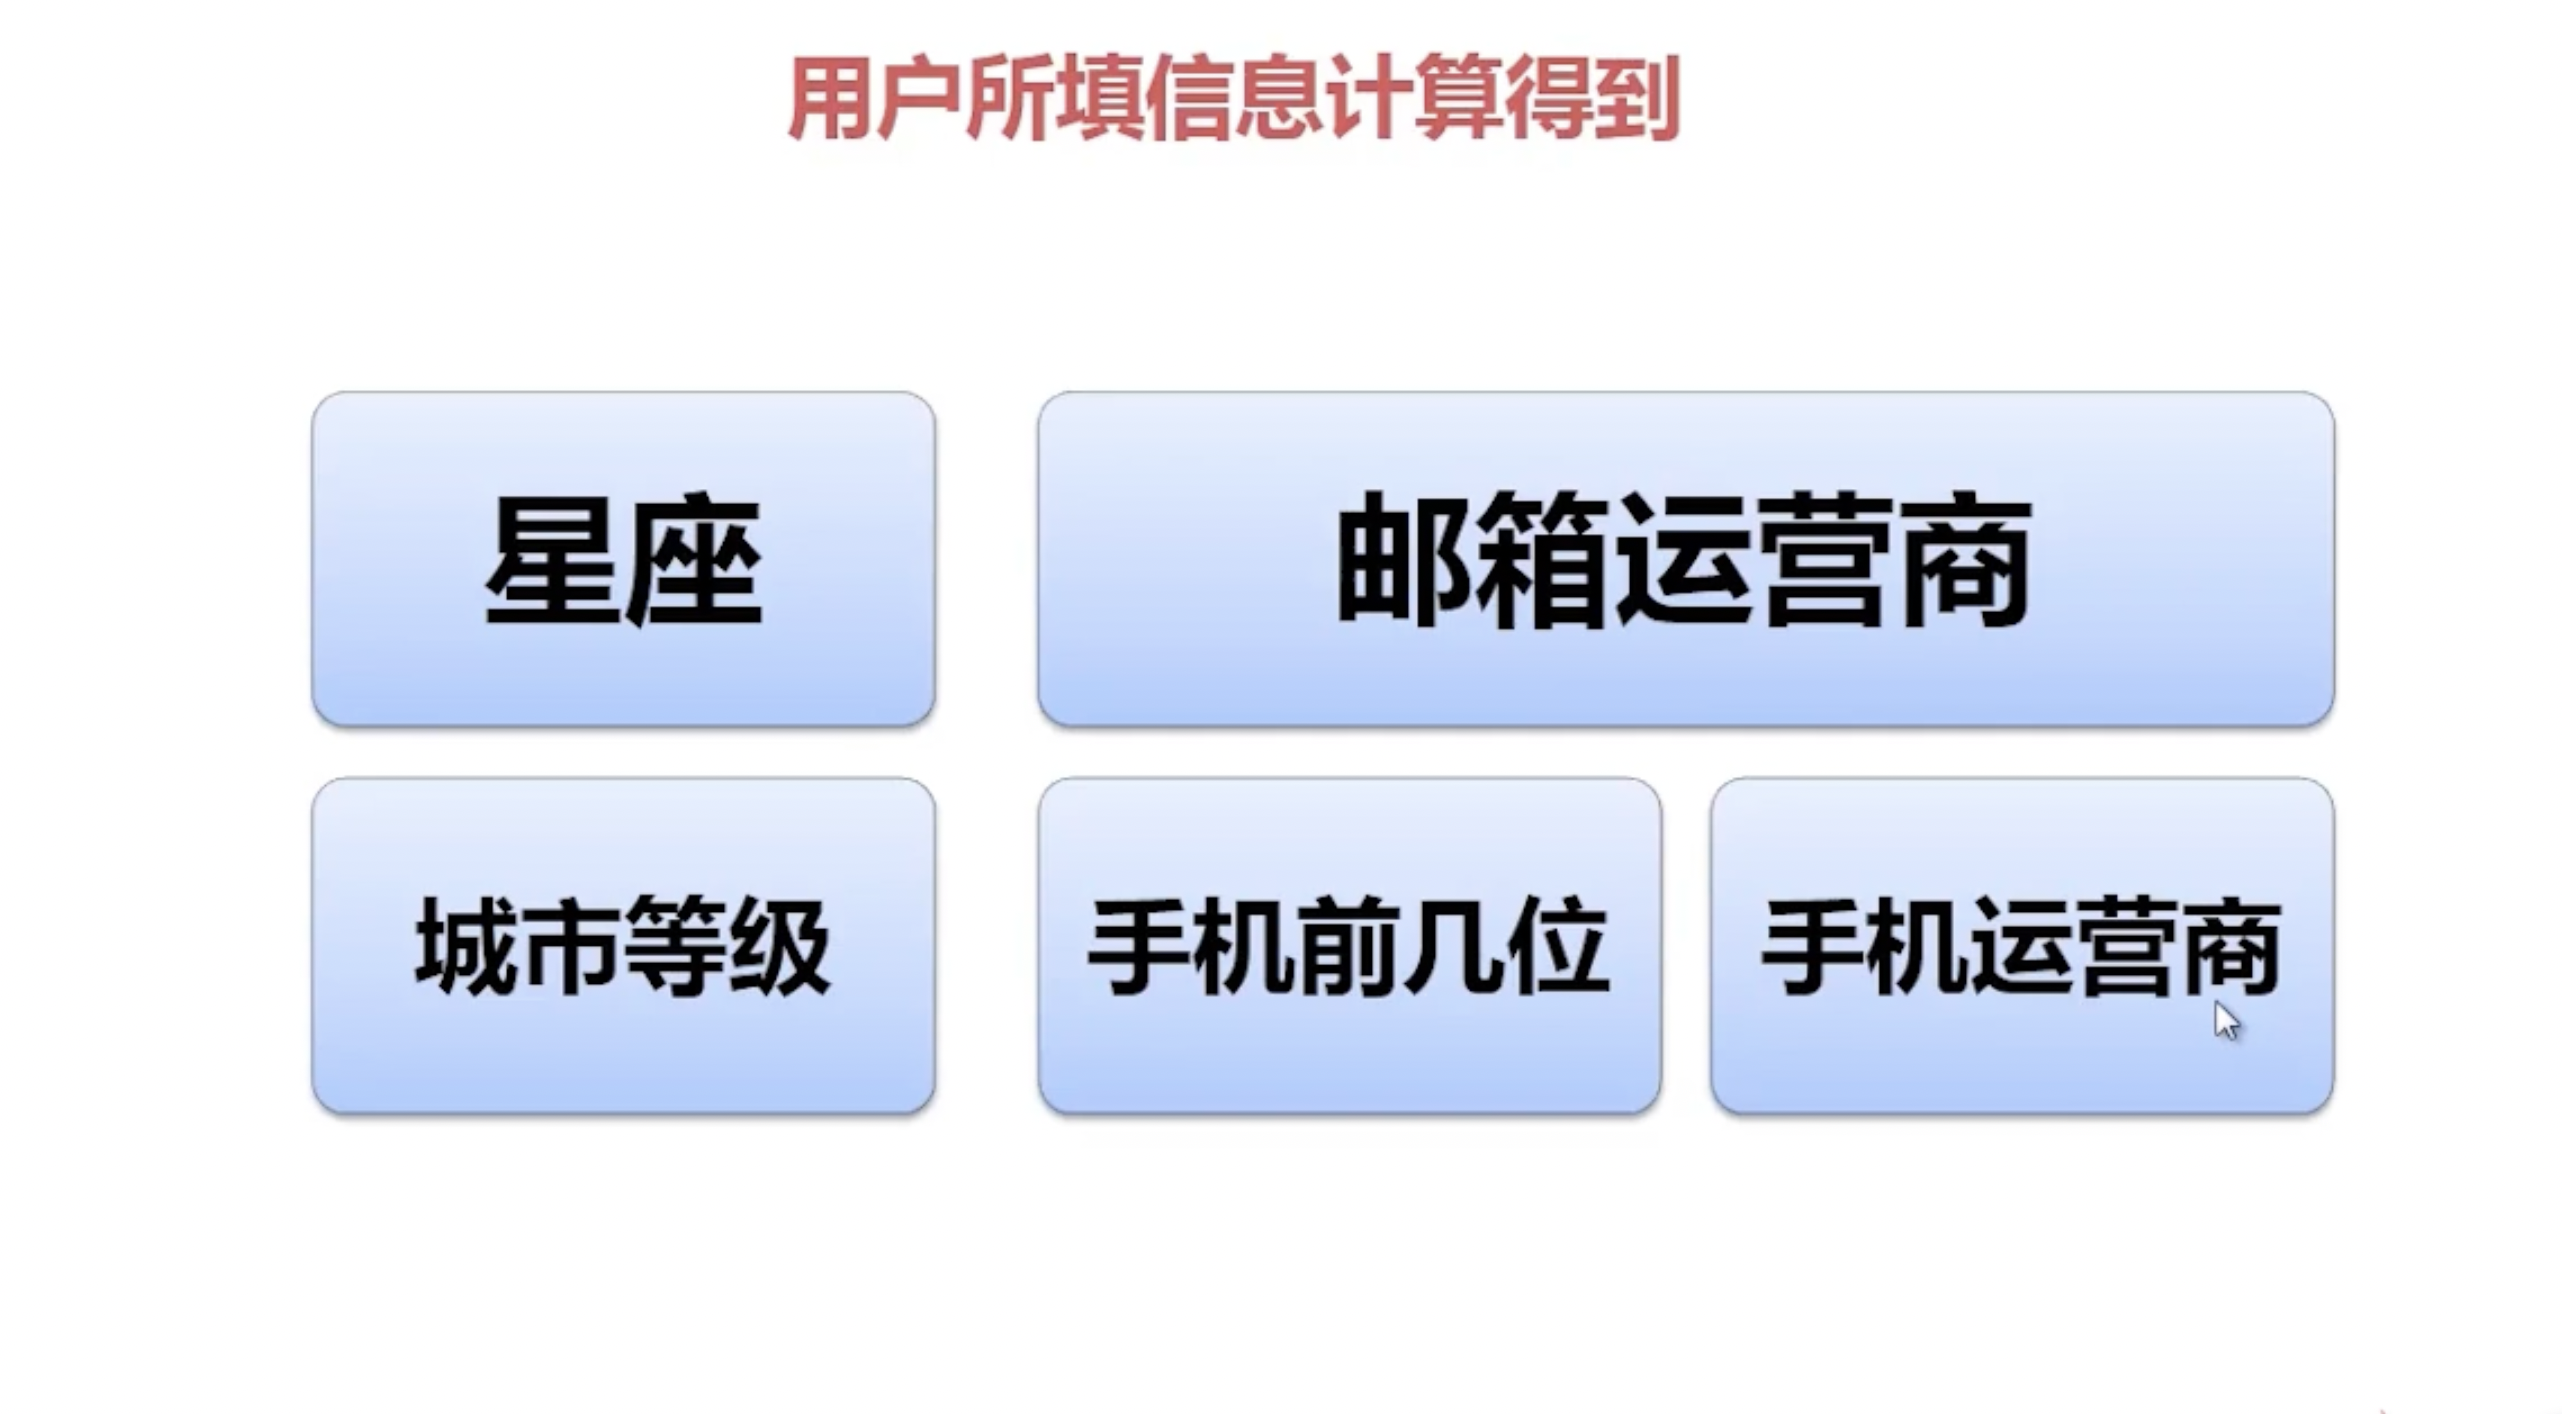 用户所填信息计算得到
星座
邮箱运营商
城市等级
手机前几位
手机运营商